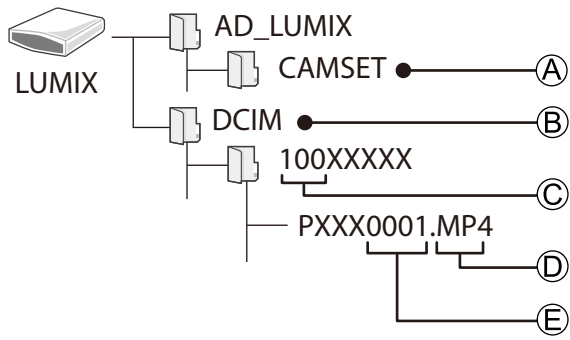 AD_LUMIX
LUMIX
CAMSET
A
DCIM
B
100XXXXX
C
PXXX0001.MP4
D
E